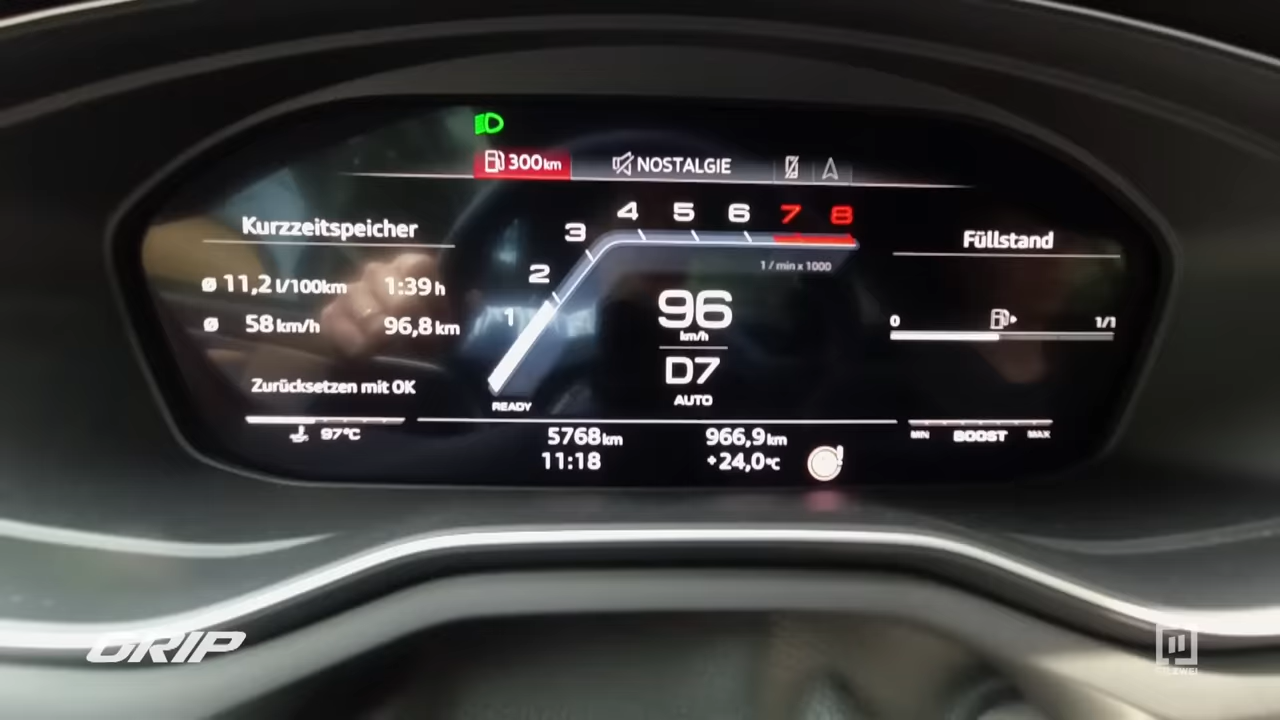 300km
NOSTALGIE
Kurzzeitspeicher
ø 11,2 l/100km 1:39 h
ø 58 km/h 96,8 km
Zurücksetzen mit OK
97°C
1 2 3 4 5 6 7 8
1 / min x 1000
96
km/h
D7
AUTO
READY
Füllstand
0 1/1
5768 km 966,9 km
11:18 +24,0 °C
MIN BOOST MAX
GRIP